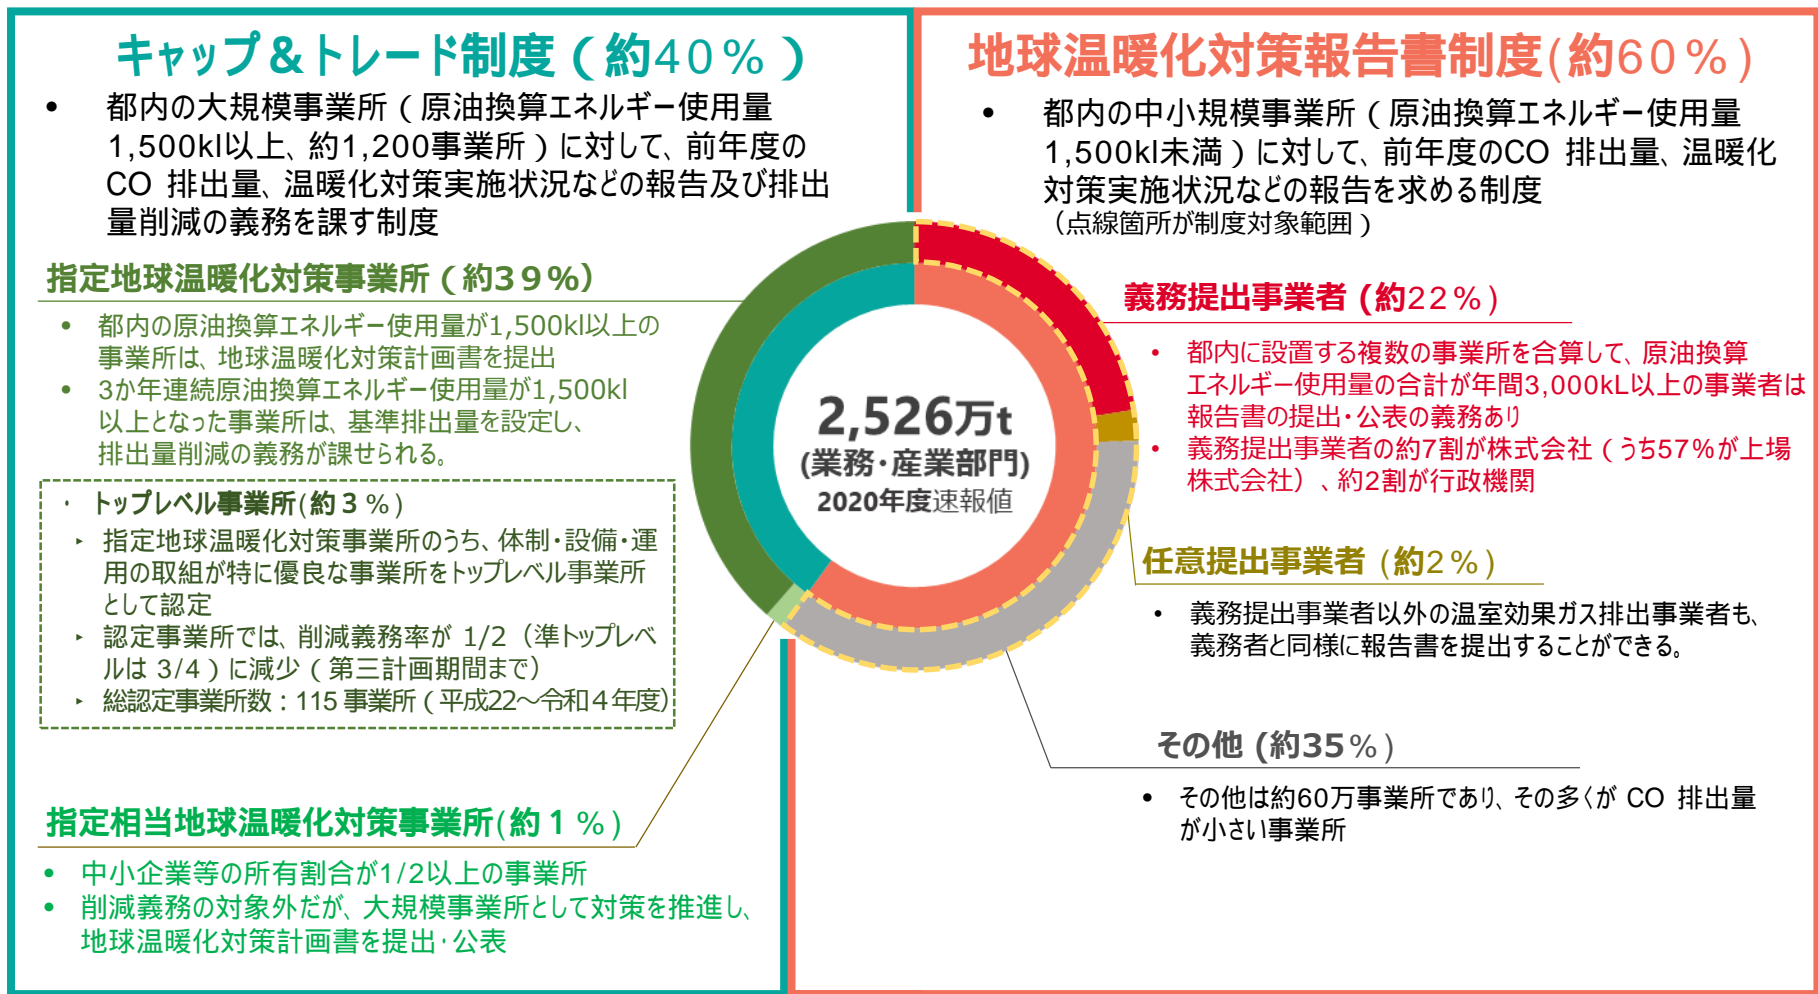 キャップ＆トレード制度（約40%）
• 都内の大規模事業所（原油換算エネルギー使用量
1,500kl以上、約1,200事業所）に対して、前年度の
CO 排出量、温暖化対策実施状況などの報告及び排出
量削減の義務を課す制度
指定地球温暖化対策事業所（約39%）
• 都内の原油換算エネルギー使用量が1,500kl以上の
事業所は、地球温暖化対策計画書を提出
• 3か年連続原油換算エネルギー使用量が1,500kl
以上となった事業所は、基準排出量を設定し、
排出量削減の義務が課せられる。
・ トップレベル事業所(約３%)
‣ 指定地球温暖化対策事業所のうち、体制・設備・運
用の取組が特に優良な事業所をトップレベル事業所
として認定
‣ 認定事業所では、削減義務率が 1/2（準トップレベ
ルは 3/4）に減少（第三計画期間まで）
‣ 総認定事業所数：115 事業所（平成22～令和４年度）
指定相当地球温暖化対策事業所(約１%)
• 中小企業等の所有割合が1/2以上の事業所
• 削減義務の対象外だが、大規模事業所として対策を推進し、
地球温暖化対策計画書を提出・公表
2,526万t
(業務・産業部門)
2020年度速報値
地球温暖化対策報告書制度(約60%)
• 都内の中小規模事業所（原油換算エネルギー使用量
1,500kl未満）に対して、前年度のCO 排出量、温暖化
対策実施状況などの報告を求める制度
（点線箇所が制度対象範囲）
義務提出事業者 (約22%)
• 都内に設置する複数の事業所を合算して、原油換算
エネルギー使用量の合計が年間3,000kL以上の事業者は
報告書の提出・公表の義務あり
• 義務提出事業者の約7割が株式会社（うち57%が上場
株式会社）、約2割が行政機関
任意提出事業者 (約2%)
• 義務提出事業者以外の温室効果ガス排出事業者も、
義務者と同様に報告書を提出することができる。
その他 (約35%)
• その他は約60万事業所であり、その多くが CO 排出量
が小さい事業所